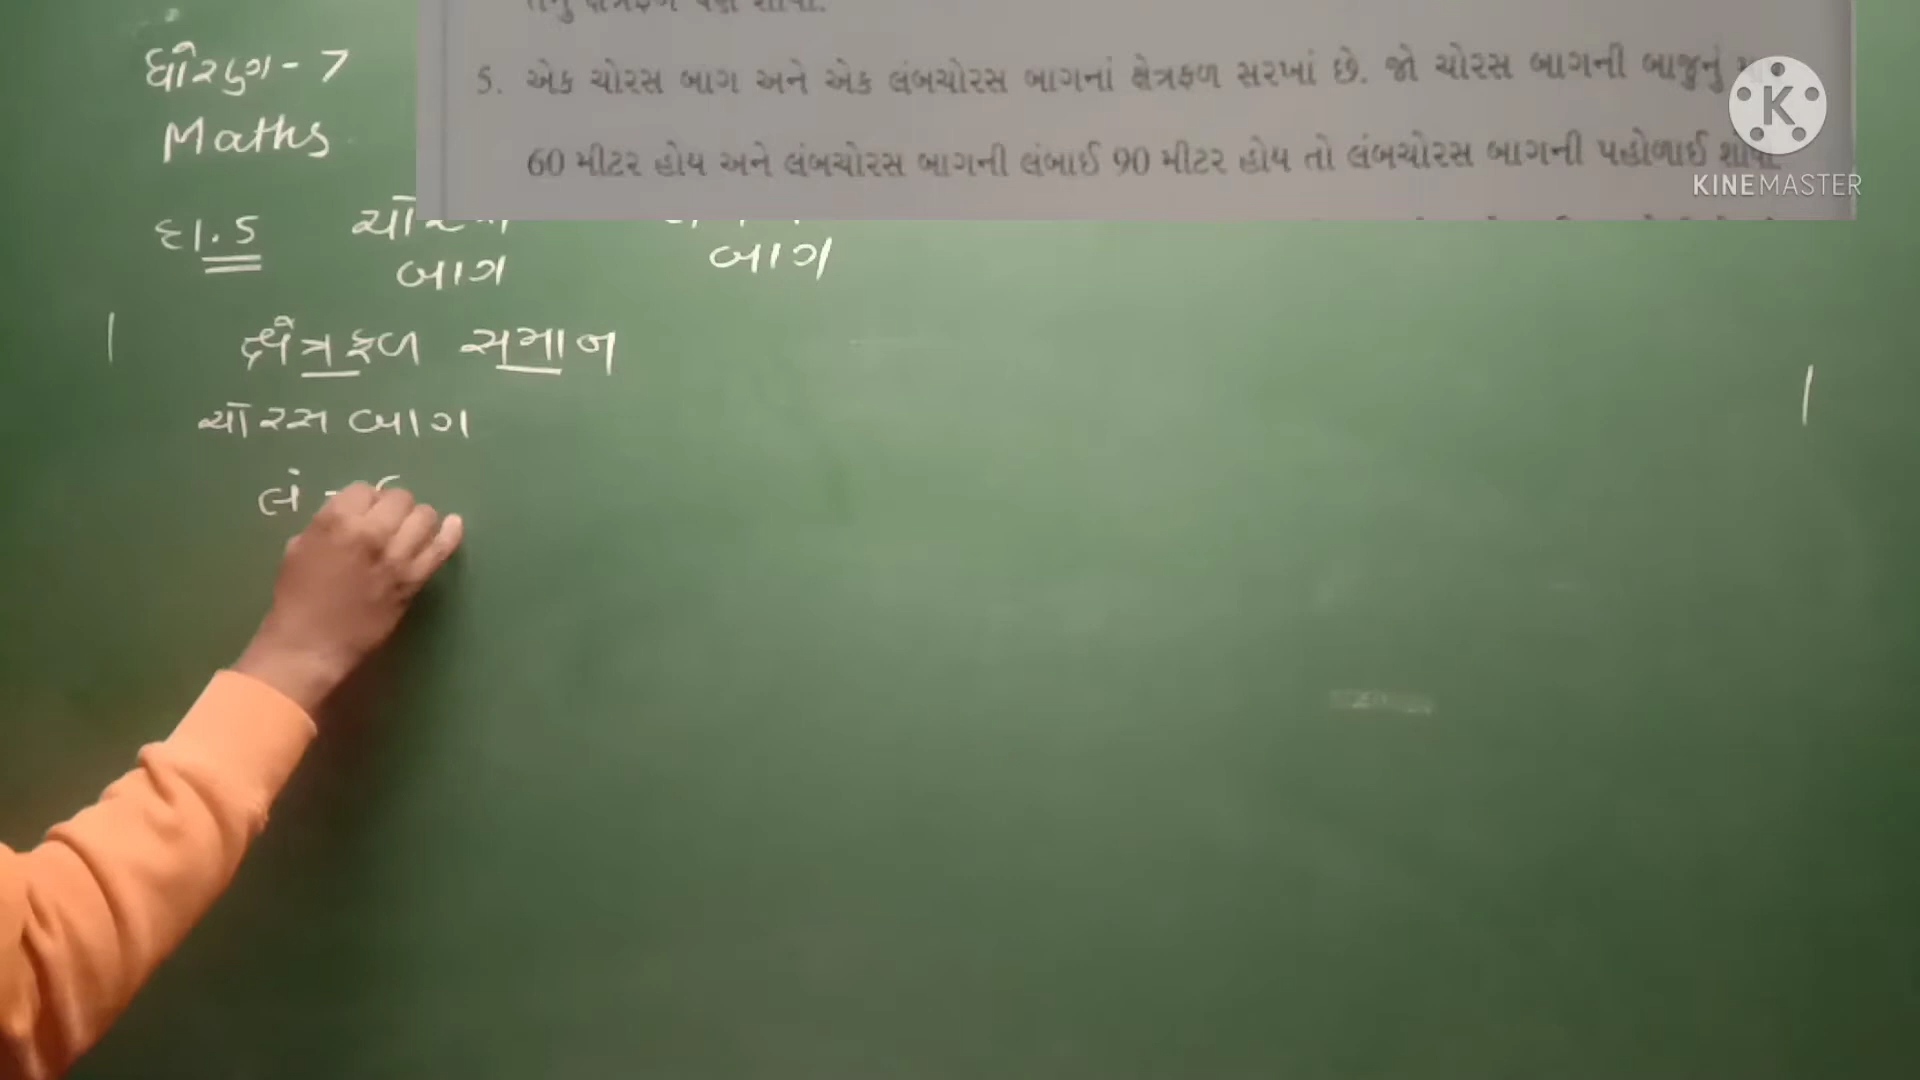 ધોરણ - 7
Maths
5. એક ચોરસ બાગ અને એક લંબચોરસ બાગનાં ક્ષેત્રફળ સરખાં છે. જો ચોરસ બાગની બાજુનું
60 મીટર હોય અને લંબચોરસ બાગની લંબાઈ 90 મીટર હોય તો લંબચોરસ બાગની પહોળાઈ શોધો.
KINEMASTER
દા. 5 ચોરસ
બાગ બાગ
ક્ષેત્રફળ સમાન
ચોરસ બાગ
લં